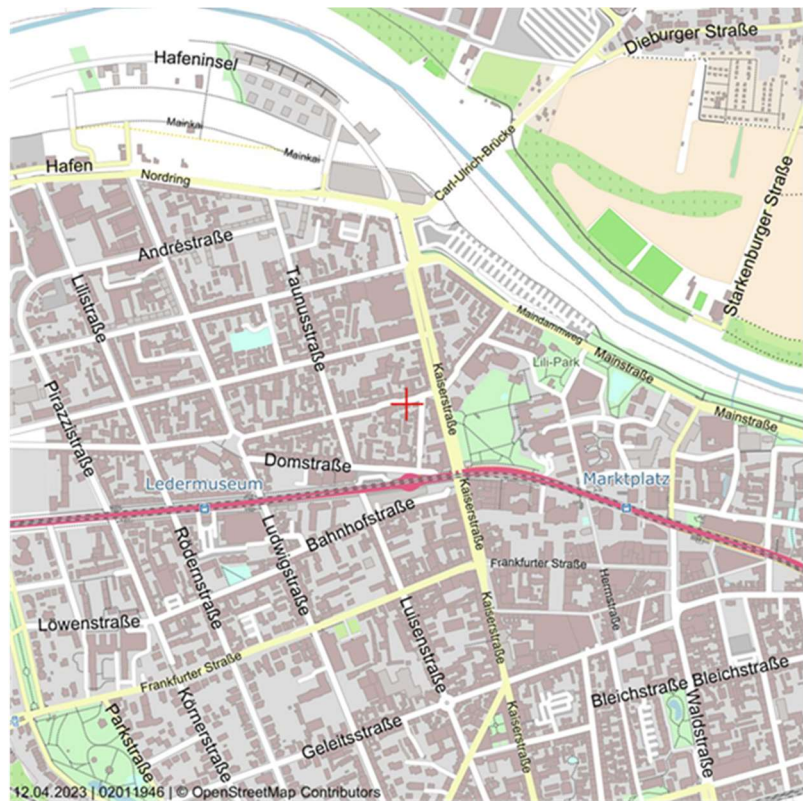 Dieburger Straße
Hafeninsel
Mainkai
Mainkai
Carl-Ulrich-Brücke
Hafen
Nordring
Starkenburger Straße
Andréstraße
Lilistraße
Taunusstraße
Maindammweg
Mainstraße
Lili-Park
Kaiserstraße
Pirazzistraße
Mainstraße
Domstraße
Ledermuseum
Marktplatz
Kaiserstraße
Bahnhofstraße
Rödernstraße
Ludwigstraße
Frankfurter Straße
Herrnstraße
Löwenstraße
Luisenstraße
Kaiserstraße
Frankfurter Straße
Bleichstraße
Bleichstraße
Körnerstraße
Parkstraße
Geleitsstraße
Kaiserstraße
Waldstraße
12.04.2023 | 02011946 | © OpenStreetMap Contributors